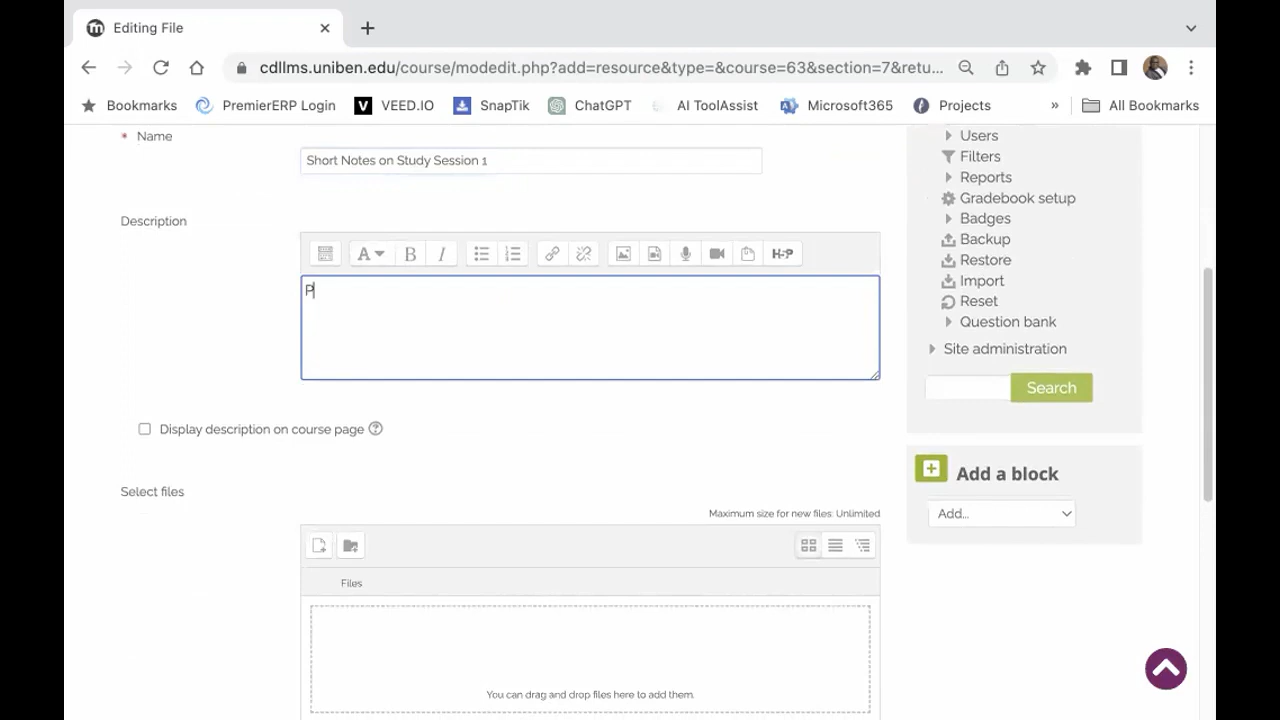 Editing File
cdllms.uniben.edu/course/modedit.php?add=resource&type=&course=63&section=7&retu...
Bookmarks PremierERP Login VEED.IO SnapTik ChatGPT AI ToolAssist Microsoft365 Projects » All Bookmarks
* Name
Short Notes on Study Session 1
Description
A B I H-P
P
Display description on course page
Select files
Maximum size for new files: Unlimited
Files
You can drag and drop files here to add them.
Users
Filters
Reports
Gradebook setup
Badges
Backup
Restore
Import
Reset
Question bank
Site administration
Search
Add a block
Add...